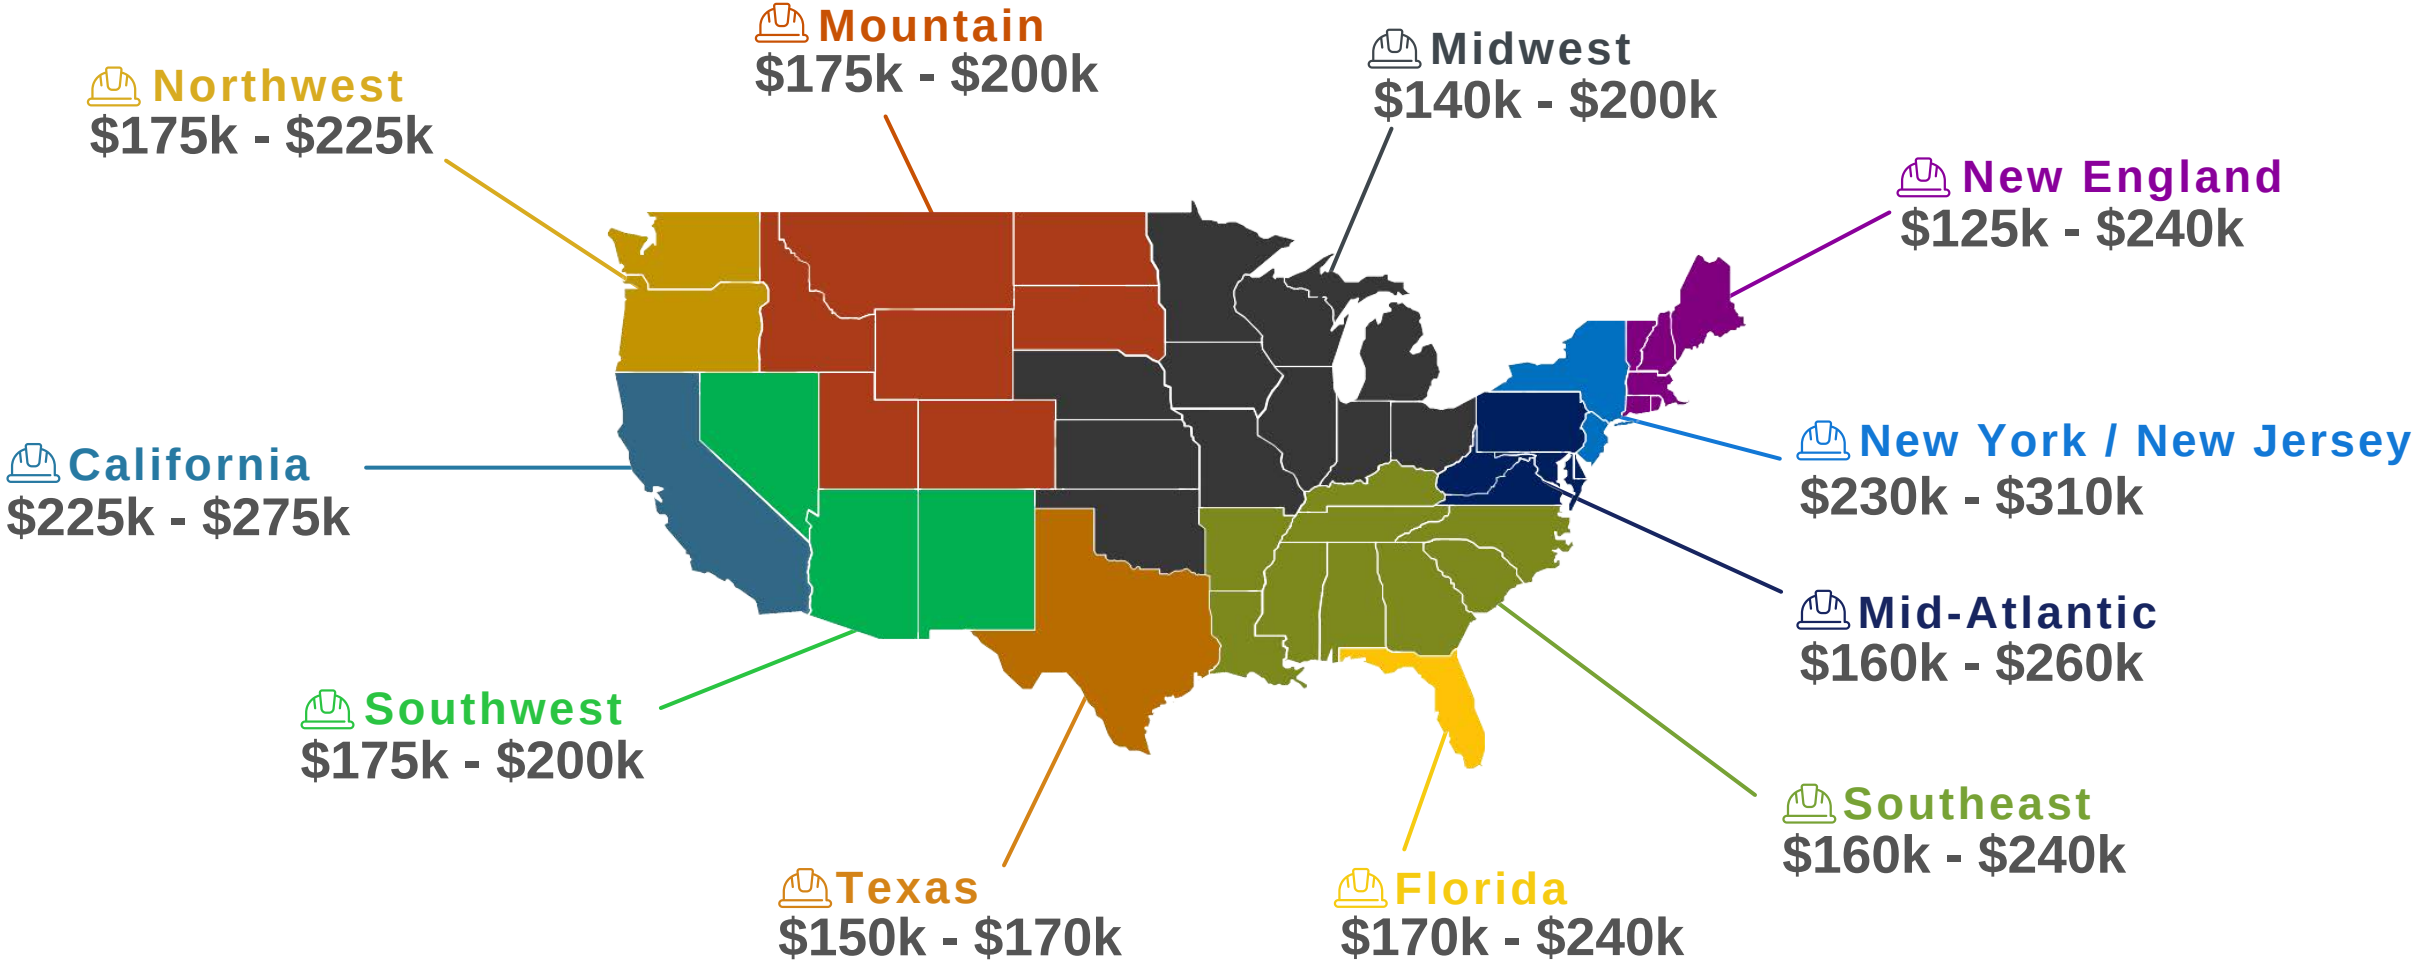 Mountain
$175k - $200k
Midwest
$140k - $200k
Northwest
$175k - $225k
New England
$125k - $240k
California
$225k - $275k
New York / New Jersey
$230k - $310k
Mid-Atlantic
$160k - $260k
Southwest
$175k - $200k
Southeast
$160k - $240k
Texas
$150k - $170k
Florida
$170k - $240k